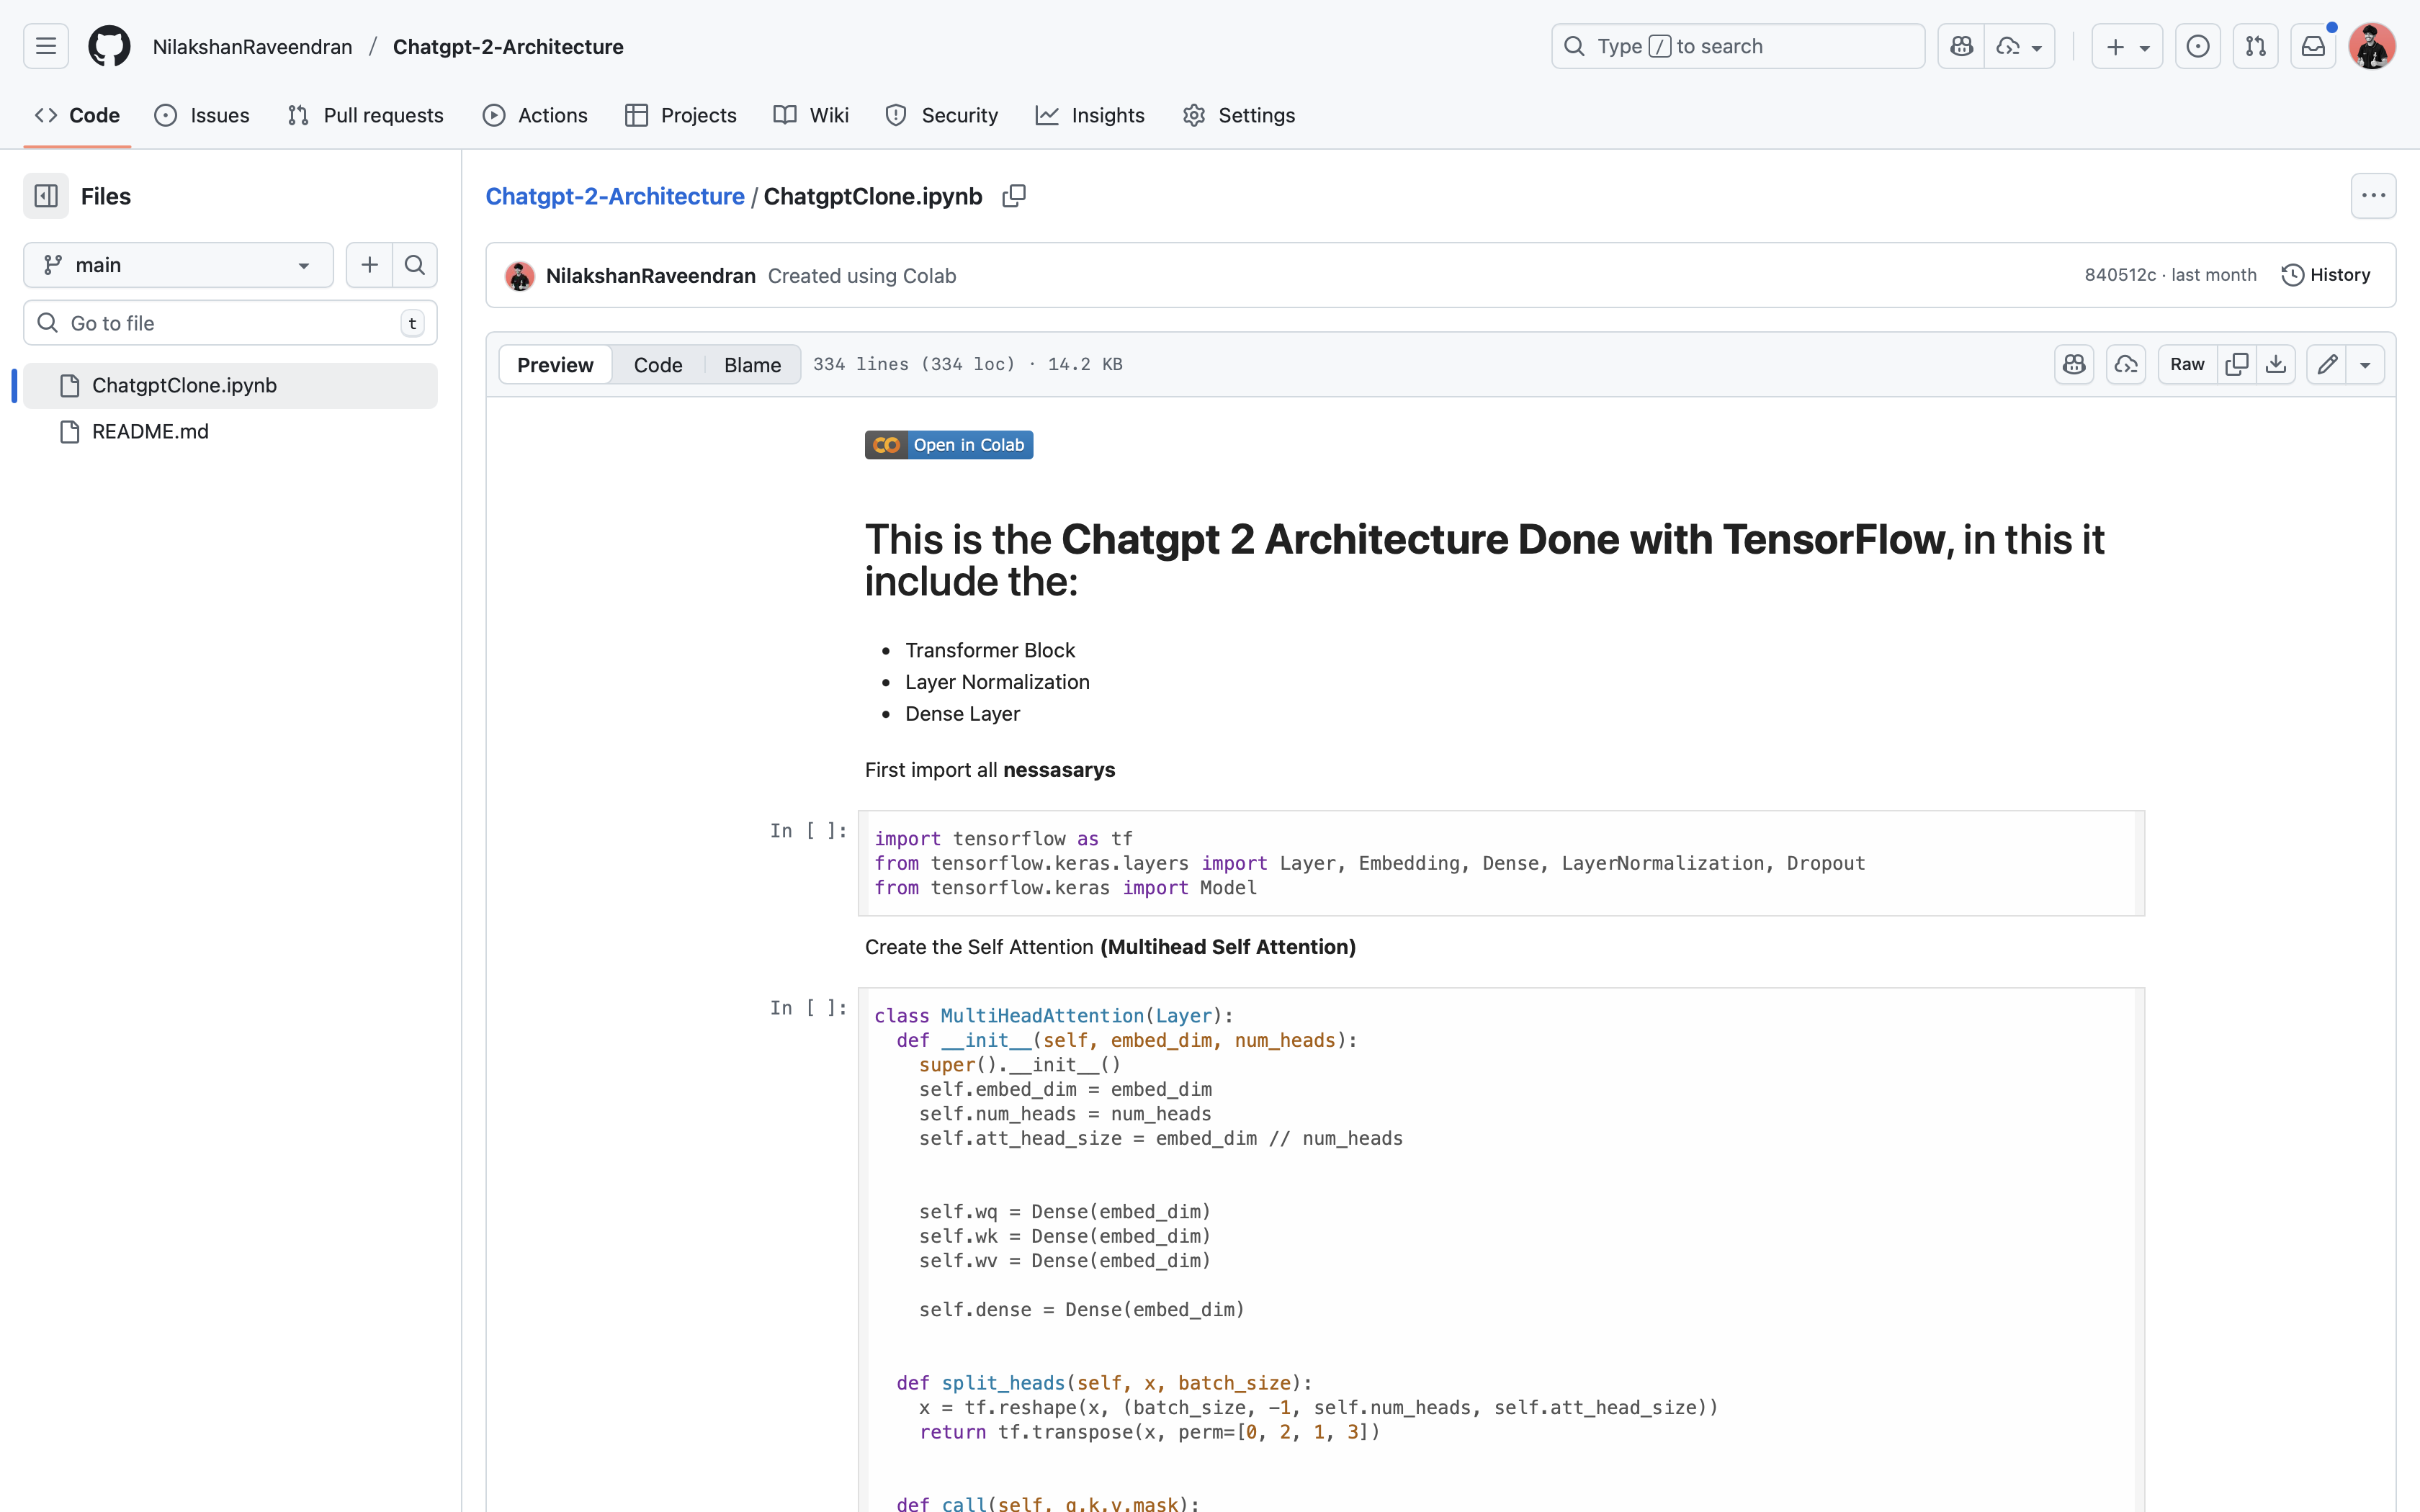 NilakshanRaveendran / Chatgpt-2-Architecture
Type / to search
Code
Issues
Pull requests
Actions
Projects
Wiki
Security
Insights
Settings
Files
main
Go to file
t
ChatgptClone.ipynb
README.md
Chatgpt-2-Architecture / ChatgptClone.ipynb
NilakshanRaveendran Created using Colab
840512c · last month
History
Preview
Code
Blame
334 lines (334 loc) · 14.2 KB
Raw
Open in Colab
This is the Chatgpt 2 Architecture Done with TensorFlow, in this it
include the:
• Transformer Block
• Layer Normalization
• Dense Layer
First import all nessasarys
In [ ]:
import tensorflow as tf
from tensorflow.keras.layers import Layer, Embedding, Dense, LayerNormalization, Dropout
from tensorflow.keras import Model
Create the Self Attention (Multihead Self Attention)
In [ ]:
class MultiHeadAttention(Layer):
  def __init__(self, embed_dim, num_heads):
    super().__init__()
    self.embed_dim = embed_dim
    self.num_heads = num_heads
    self.att_head_size = embed_dim // num_heads
    self.wq = Dense(embed_dim)
    self.wk = Dense(embed_dim)
    self.wv = Dense(embed_dim)
    self.dense = Dense(embed_dim)
  def split_heads(self, x, batch_size):
    x = tf.reshape(x, (batch_size, -1, self.num_heads, self.att_head_size))
    return tf.transpose(x, perm=[0, 2, 1, 3])
  def call(self, q,k,v,mask):